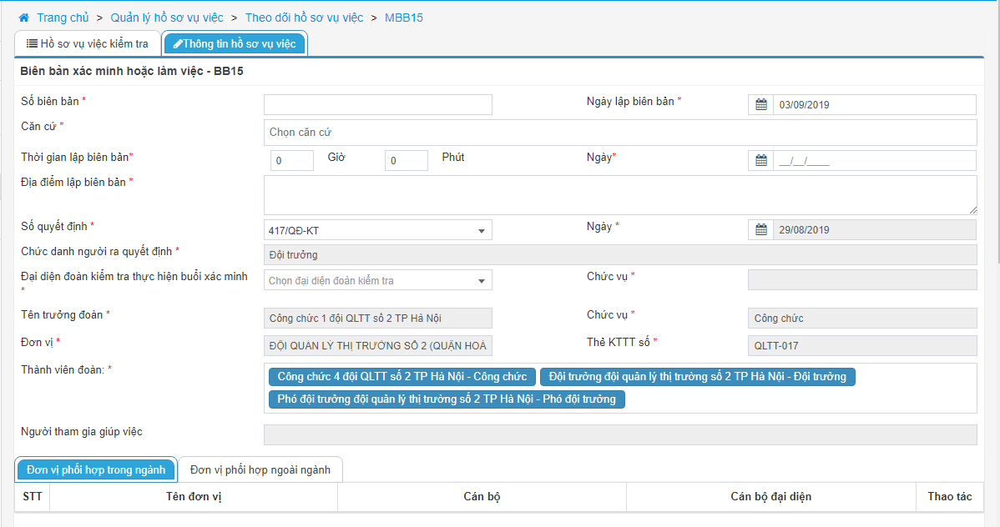 Trang chủ > Quản lý hồ sơ vụ việc > Theo dõi hồ sơ vụ việc > MBB15
Hồ sơ vụ việc kiểm tra Thông tin hồ sơ vụ việc
Biên bản xác minh hoặc làm việc - BB15
Số biên bản * Ngày lập biên bản * 03/09/2019
Căn cứ * Chọn căn cứ
Thời gian lập biên bản* 0 Giờ 0 Phút Ngày* __/__/____
Địa điểm lập biên bản *
Số quyết định * 417/QĐ-KT Ngày * 29/08/2019
Chức danh người ra quyết định * Đội trưởng
Đại diện đoàn kiểm tra thực hiện buổi xác minh * Chọn đại diện đoàn kiểm tra Chức vụ *
Tên trưởng đoàn * Công chức 1 đội QLTT số 2 TP Hà Nội Chức vụ * Công chức
Đơn vị * ĐỘI QUẢN LÝ THỊ TRƯỜNG SỐ 2 (QUẬN HOÀ Thẻ KTTT số * QLTT-017
Thành viên đoàn: * Công chức 4 đội QLTT số 2 TP Hà Nội - Công chức Đội trưởng đội quản lý thị trường số 2 TP Hà Nội - Đội trưởng
Phó đội trưởng đội quản lý thị trường số 2 TP Hà Nội - Phó đội trưởng
Người tham gia giúp việc
Đơn vị phối hợp trong ngành Đơn vị phối hợp ngoài ngành
STT Tên đơn vị Cán bộ Cán bộ đại diện Thao tác